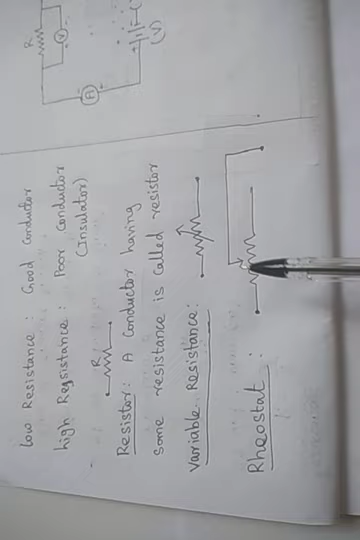 Low Resistance : Good conductor
high Regsistance : Poor Conductor
(Insulator)
R
Resistor: A Conductor having
some resistance is called resistor
Variable Resistance:
Rheostat :
R
V
A
(V)